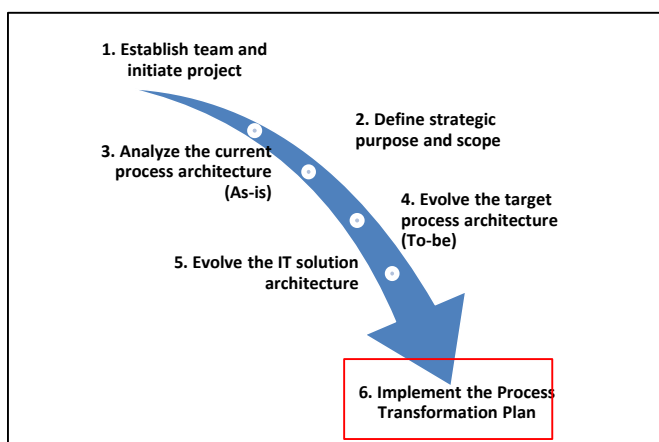 1. Establish team and
initiate project
2. Define strategic
purpose and scope
3. Analyze the current
process architecture
(As-is)
4. Evolve the target
process architecture
(To-be)
5. Evolve the IT solution
architecture
6. Implement the Process
Transformation Plan